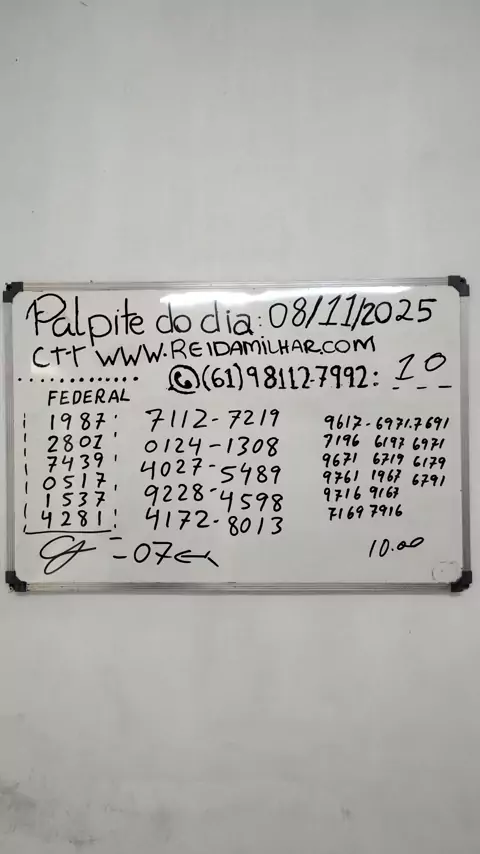 Palpite do dia: 08/11/2025
WWW.REIDAMILHAR.COM
(61)98112-7992: 10
FEDERAL
1987 7112-7219 9617-6971.7691
2801 0124-1308 7196 6197 6971
7439 4027-5489 9671 6719 6179
0517 9228-4598 9761 1967 6791
1537 4172-8013 9716 9167
4281 7169 7916
=07
10.00